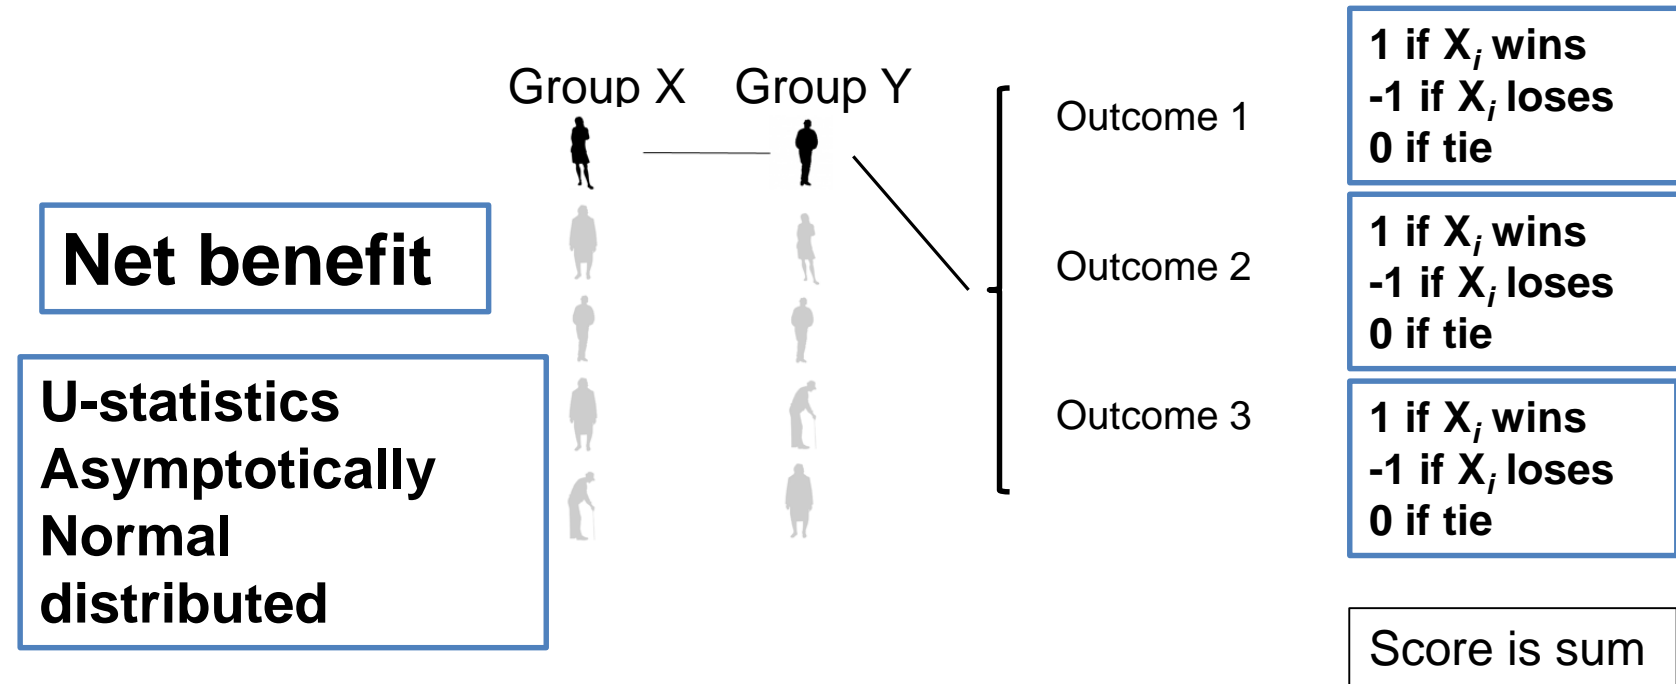 Group X Group Y
Net benefit
U-statistics
Asymptotically
Normal
distributed
Outcome 1
Outcome 2
Outcome 3
1 if Xi wins
-1 if Xi loses
0 if tie
1 if Xi wins
-1 if Xi loses
0 if tie
1 if Xi wins
-1 if Xi loses
0 if tie
Score is sum